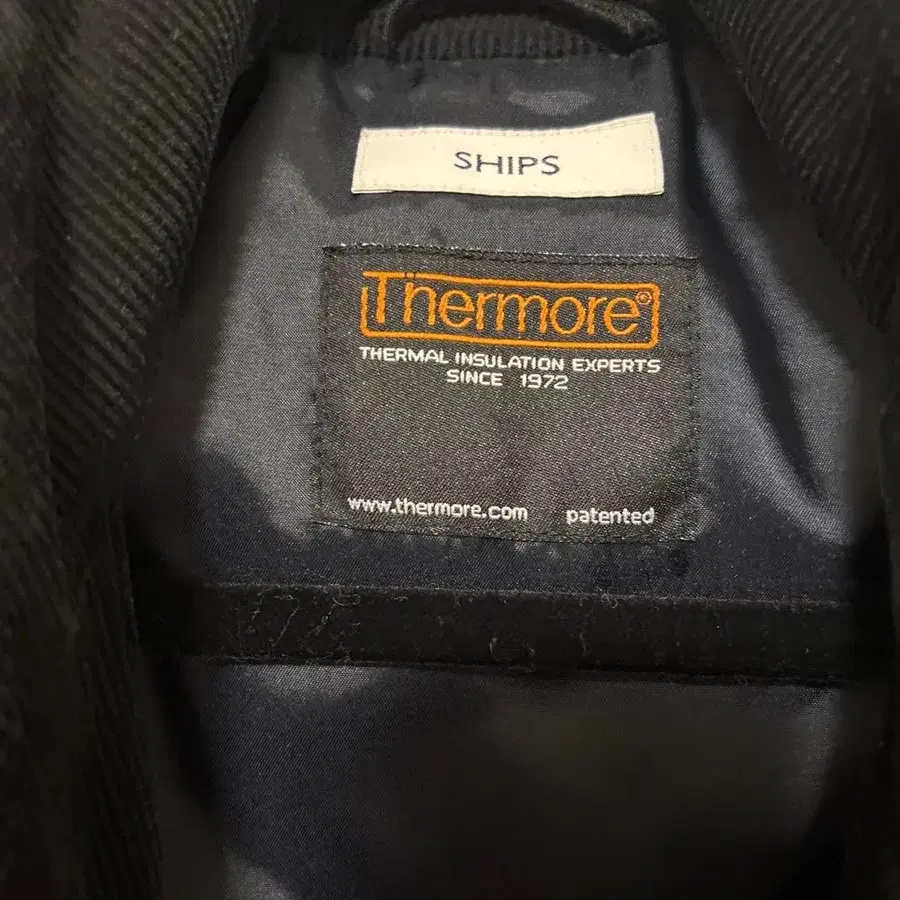 SHIPS
Thermore®
THERMAL INSULATION EXPERTS
SINCE 1972
www.thermore.com patented